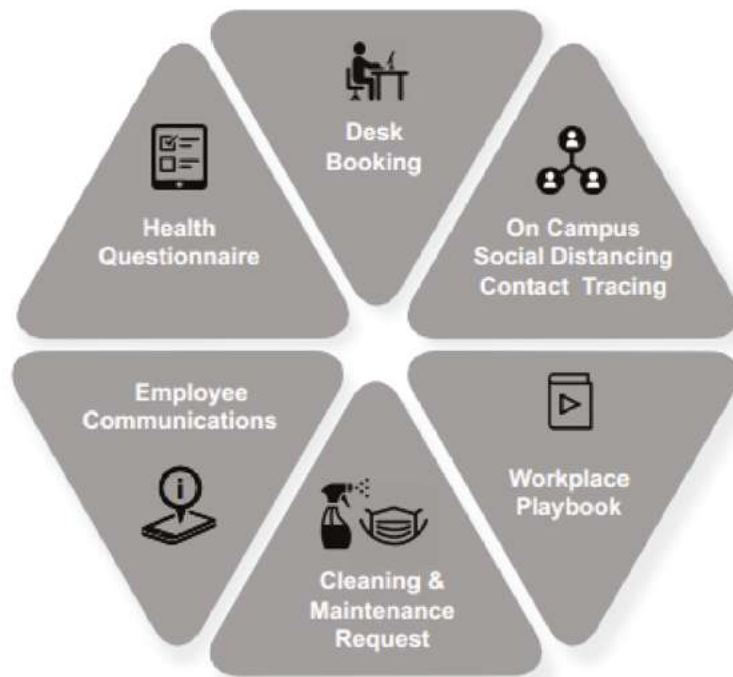 Desk
Booking
Health
Questionnaire
On Campus
Social Distancing
Contact Tracing
Employee
Communications
i
Workplace
Playbook
Cleaning &
Maintenance
Request